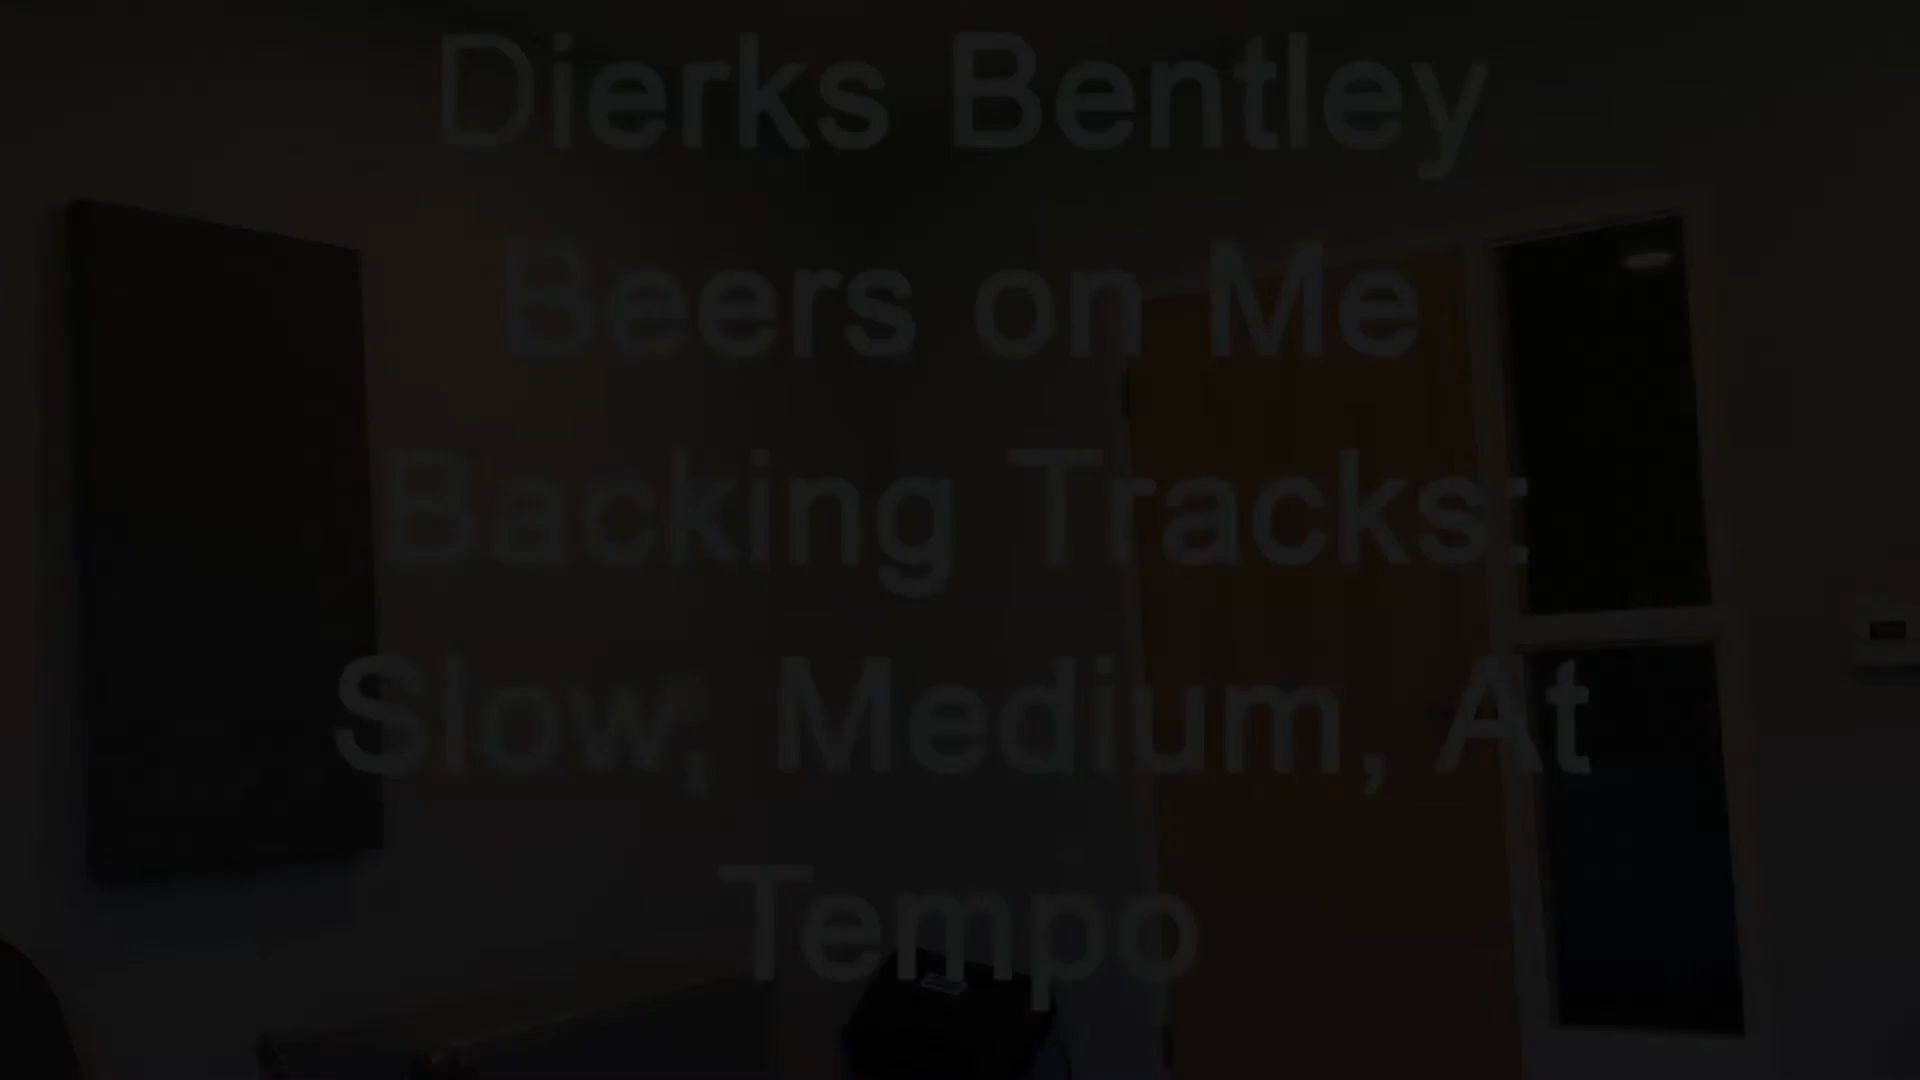 Dierks Bentley
Beers on Me
Backing Tracks:
Slow, Medium, At
Tempo